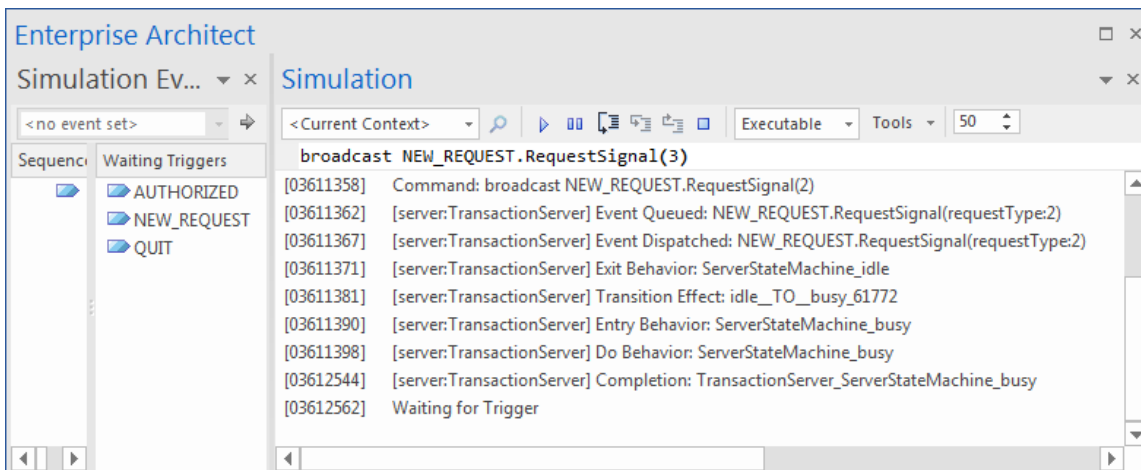 Enterprise Architect
Simulation Ev...
<no event set>
Sequence
Waiting Triggers
AUTHORIZED
NEW_REQUEST
QUIT
Simulation
<Current Context>
Executable
Tools
50
broadcast NEW_REQUEST.RequestSignal(3)
[03611358] Command: broadcast NEW_REQUEST.RequestSignal(2)
[03611362] [server:TransactionServer] Event Queued: NEW_REQUEST.RequestSignal(requestType:2)
[03611367] [server:TransactionServer] Event Dispatched: NEW_REQUEST.RequestSignal(requestType:2)
[03611371] [server:TransactionServer] Exit Behavior: ServerStateMachine_idle
[03611381] [server:TransactionServer] Transition Effect: idle__TO__busy_61772
[03611390] [server:TransactionServer] Entry Behavior: ServerStateMachine_busy
[03611398] [server:TransactionServer] Do Behavior: ServerStateMachine_busy
[03612544] [server:TransactionServer] Completion: TransactionServer_ServerStateMachine_busy
[03612562] Waiting for Trigger